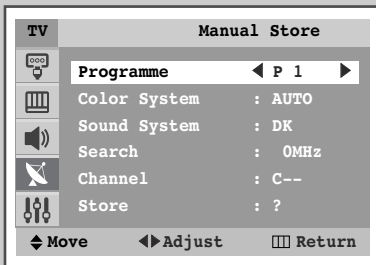 TV Manual Store
Programme ◀ P 1 ▶
Color System : AUTO
Sound System : DK
Search : 0MHz
Channel : C--
Store : ?
Move Adjust Return